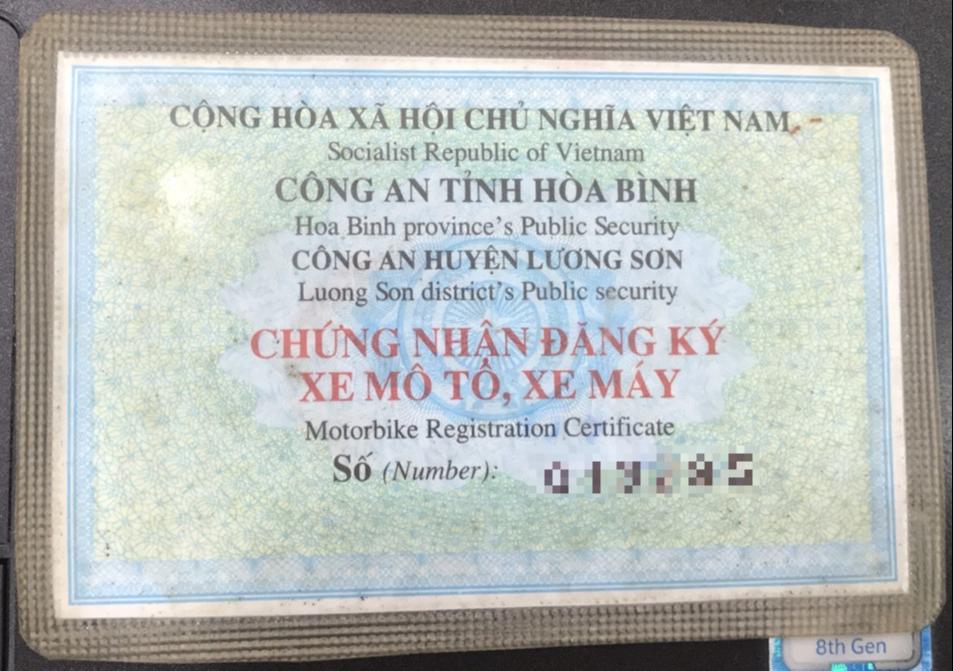 CỘNG HÒA XÃ HỘI CHỦ NGHĨA VIỆT NAM
Socialist Republic of Vietnam
CÔNG AN TỈNH HÒA BÌNH
Hoa Binh province's Public Security
CÔNG AN HUYỆN LƯƠNG SƠN
Luong Son district's Public security
CHỨNG NHẬN ĐĂNG KÝ
XE MÔ TÔ, XE MÁY
Motorbike Registration Certificate
Số (Number):
8th Gen